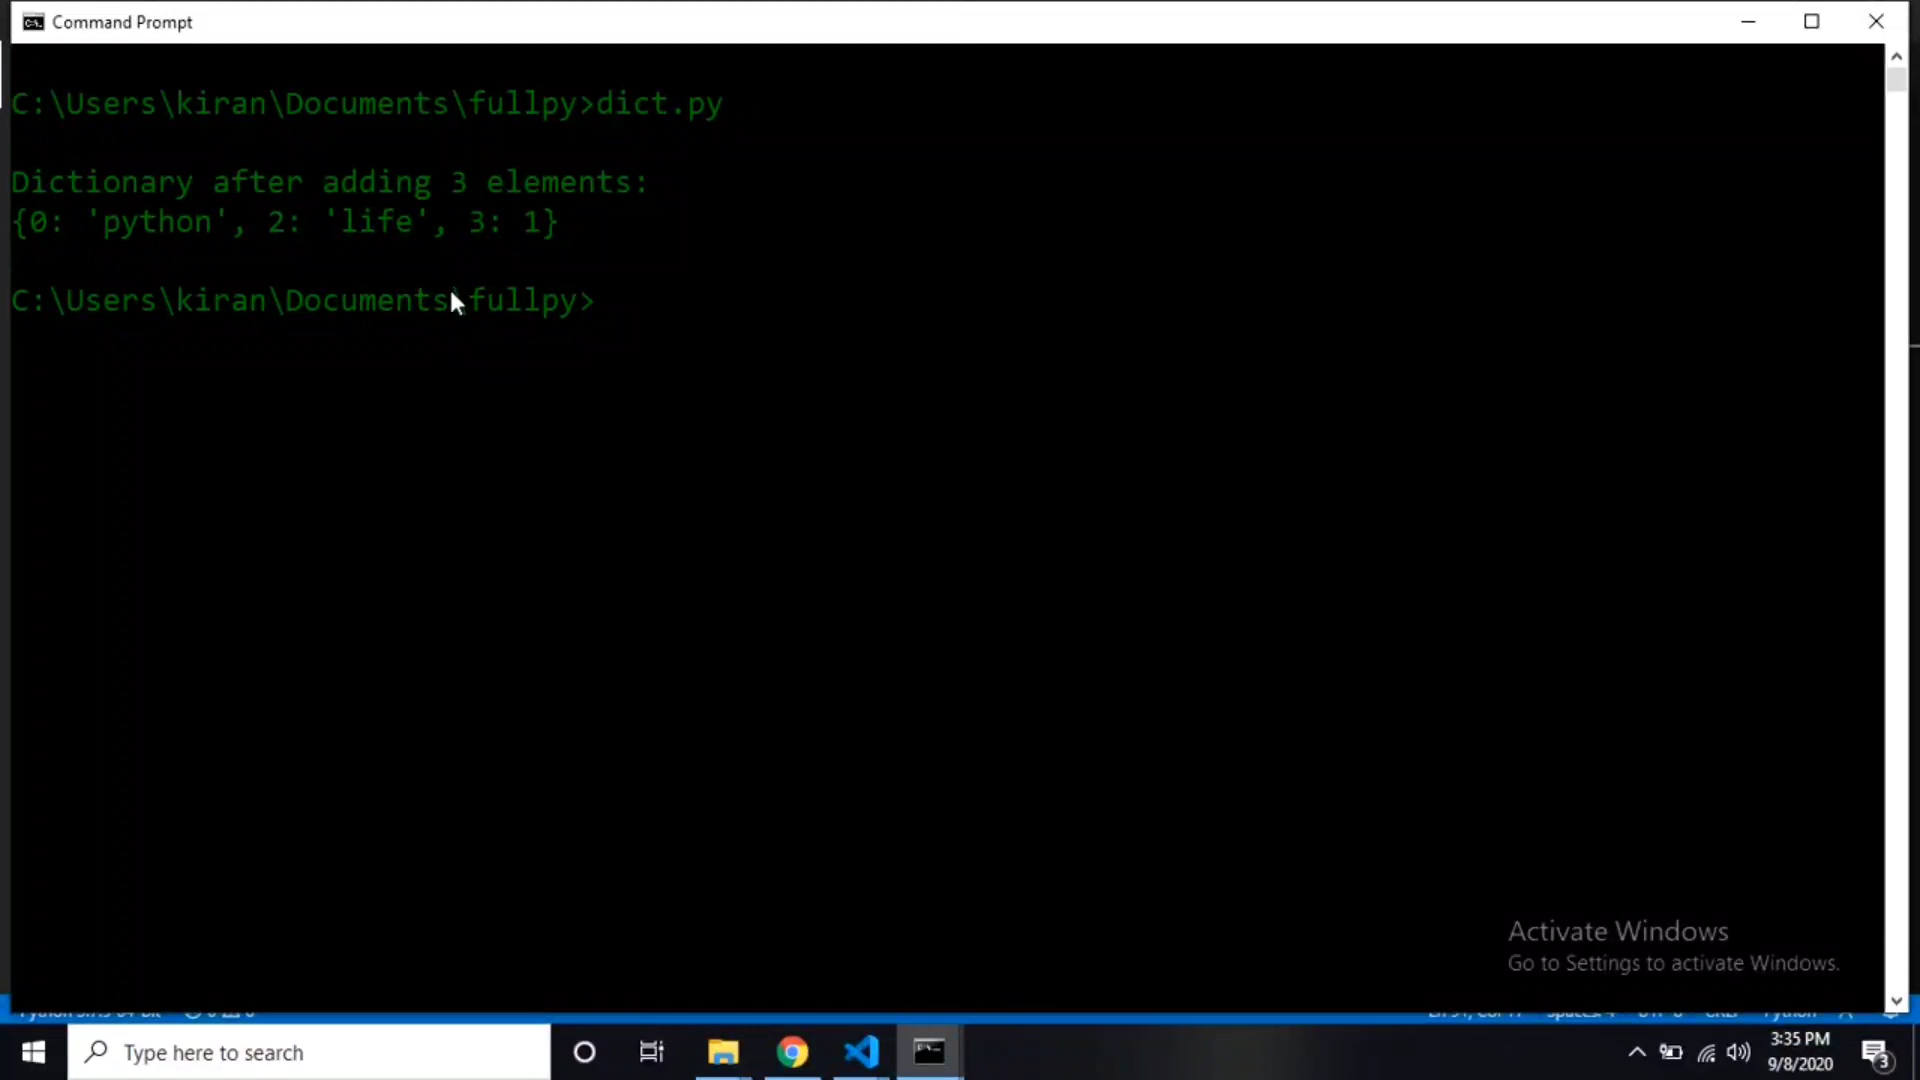 Command Prompt
C:\Users\kiran\Documents\fullpy>dict.py
Dictionary after adding 3 elements:
{0: 'python', 2: 'life', 3: 1}
C:\Users\kiran\Documents\fullpy>
Activate Windows
Go to Settings to activate Windows.
Type here to search
3:35 PM
9/8/2020
3